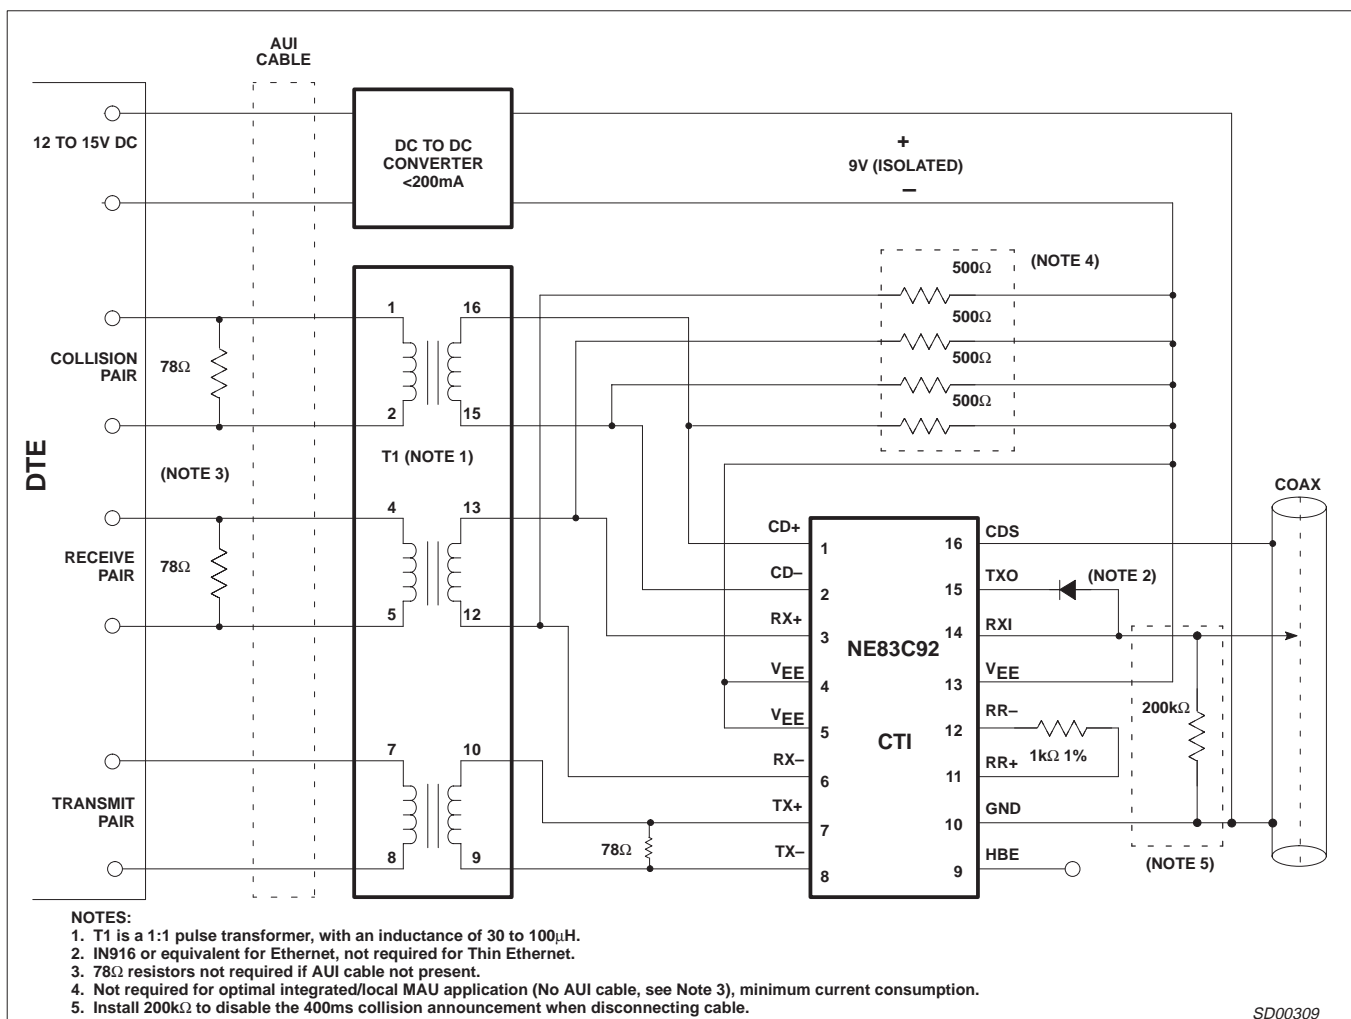 AUI
CABLE
12 TO 15V DC
DC TO DC
CONVERTER
<200mA
+
9V (ISOLATED)
–
500Ω
(NOTE 4)
500Ω
500Ω
500Ω
1
16
COLLISION
PAIR
78Ω
2
15
DTE
(NOTE 3)
T1 (NOTE 1)
4
13
RECEIVE
PAIR
78Ω
5
12
7
10
TRANSMIT
PAIR
8
9
78Ω
COAX
CD+
1
16
CDS
CD–
2
15
TXO
(NOTE 2)
RX+
3
14
RXI
NE83C92
VEE
4
13
VEE
200kΩ
VEE
5
12
RR–
CTI
1kΩ 1%
RX–
6
11
RR+
TX+
7
10
GND
TX–
8
9
HBE
(NOTE 5)
NOTES:
1. T1 is a 1:1 pulse transformer, with an inductance of 30 to 100μH.
2. IN916 or equivalent for Ethernet, not required for Thin Ethernet.
3. 78Ω resistors not required if AUI cable not present.
4. Not required for optimal integrated/local MAU application (No AUI cable, see Note 3), minimum current consumption.
5. Install 200kΩ to disable the 400ms collision announcement when disconnecting cable.
SD00309